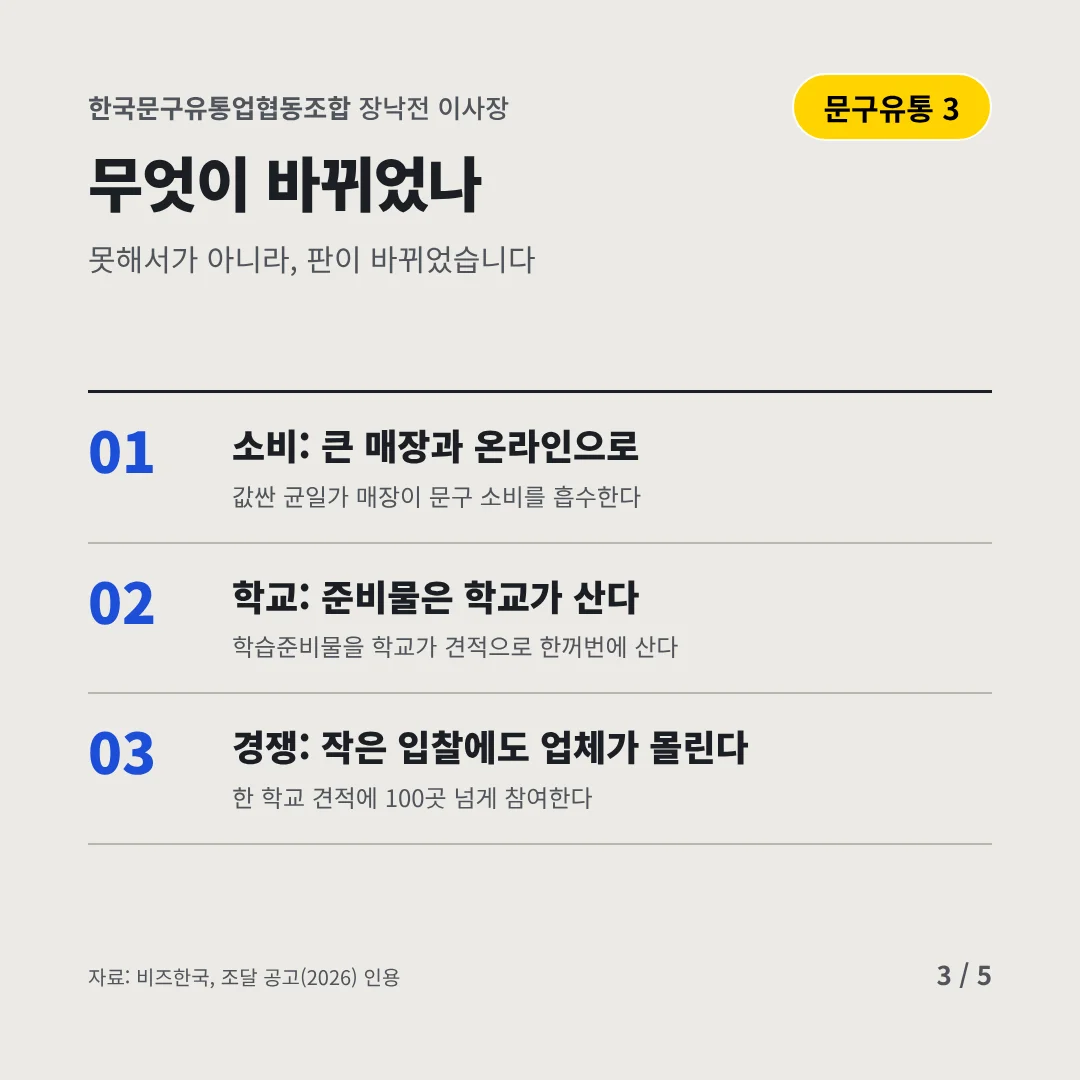 한국문구유통업협동조합 장낙전 이사장
문구유통 3
무엇이 바뀌었나
못해서가 아니라, 판이 바뀌었습니다
01
소비: 큰 매장과 온라인으로
값싼 균일가 매장이 문구 소비를 흡수한다
02
학교: 준비물은 학교가 산다
학습준비물을 학교가 견적으로 한꺼번에 산다
03
경쟁: 작은 입찰에도 업체가 몰린다
한 학교 견적에 100곳 넘게 참여한다
자료: 비즈한국, 조달 공고(2026) 인용
3 / 5